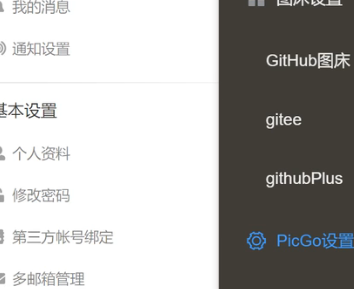 我的消息
通知设置
基本设置
个人资料
修改密码
第三方帐号绑定
多邮箱管理
图床设置
GitHub图床
gitee
githubPlus
PicGo设置